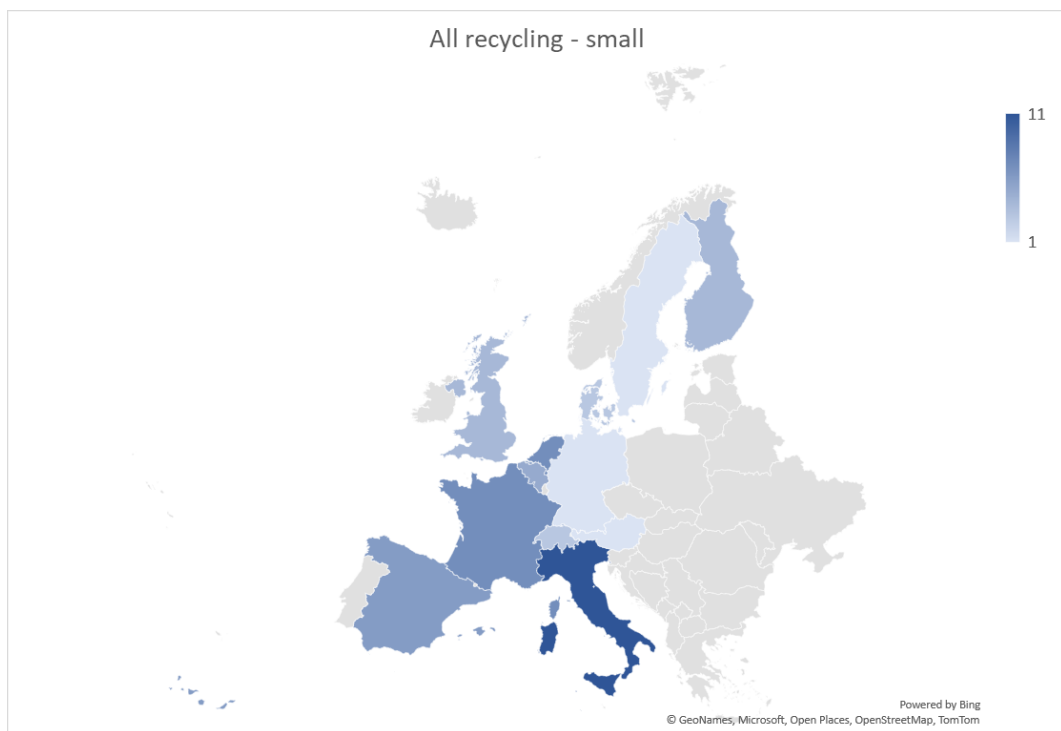 All recycling - small
11
1
Powered by Bing
© GeoNames, Microsoft, Open Places, OpenStreetMap, TomTom